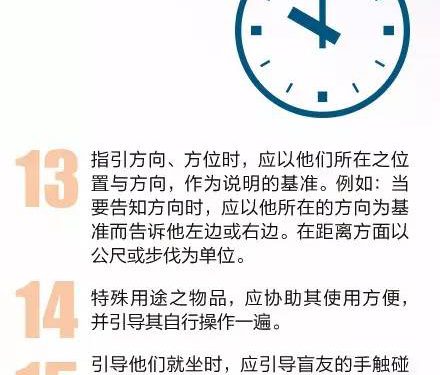 13
指引方向、方位时，应以他们所在之位
置与方向，作为说明的基准。例如：当
要告知方向时，应以他所在的方向为基
准而告诉他左边或右边。在距离方面以
公尺或步伐为单位。
14
特殊用途之物品，应协助其使用方便，
并引导其自行操作一遍。
15
引导他们就坐时，应引导盲友的手触碰